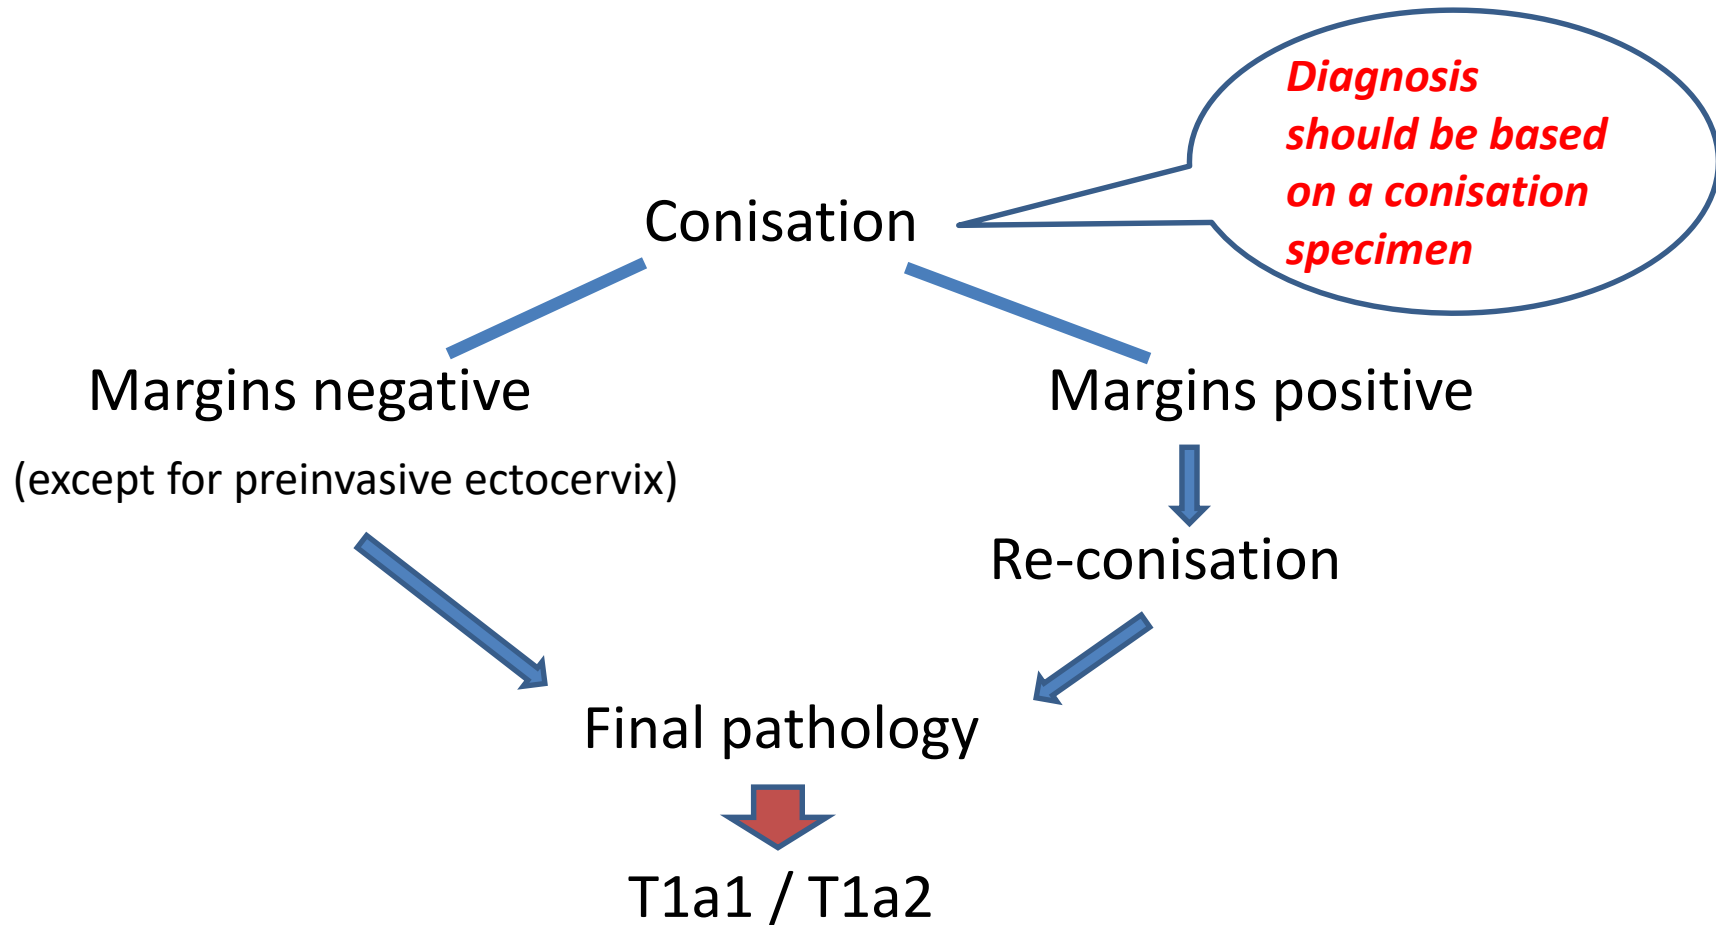 Diagnosis
should be based
on a conisation
specimen
Conisation
Margins negative
Margins positive
(except for preinvasive ectocervix)
Re-conisation
Final pathology
T1a1 / T1a2